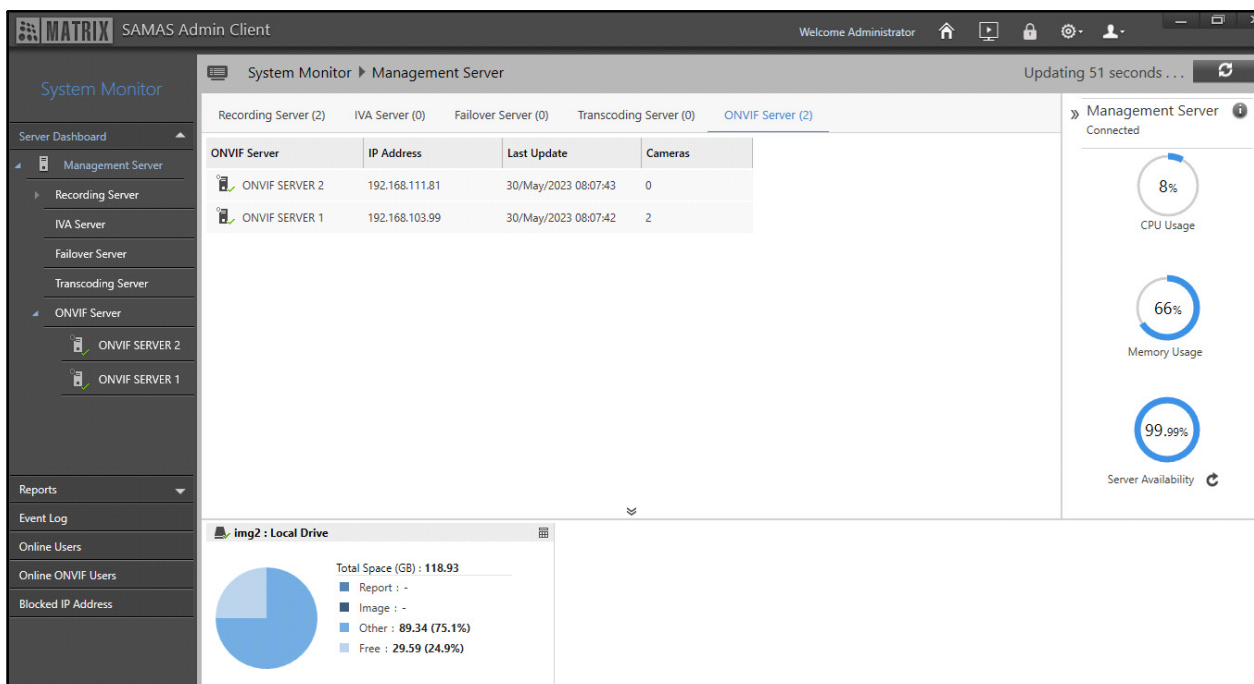 MATRIX SAMAS Admin Client
Welcome Administrator
System Monitor
Server Dashboard
Management Server
Recording Server
IVA Server
Failover Server
Transcoding Server
ONVIF Server
ONVIF SERVER 2
ONVIF SERVER 1
Reports
Event Log
Online Users
Online ONVIF Users
Blocked IP Address
System Monitor Management Server
Updating 51 seconds . . .
Recording Server (2) IVA Server (0) Failover Server (0) Transcoding Server (0) ONVIF Server (2)
ONVIF Server IP Address Last Update Cameras
ONVIF SERVER 2 192.168.111.81 30/May/2023 08:07:43 0
ONVIF SERVER 1 192.168.103.99 30/May/2023 08:07:42 2
Management Server
Connected
8%
CPU Usage
66%
Memory Usage
99.99%
Server Availability
img2 : Local Drive
Total Space (GB) : 118.93
Report : -
Image : -
Other : 89.34 (75.1%)
Free : 29.59 (24.9%)